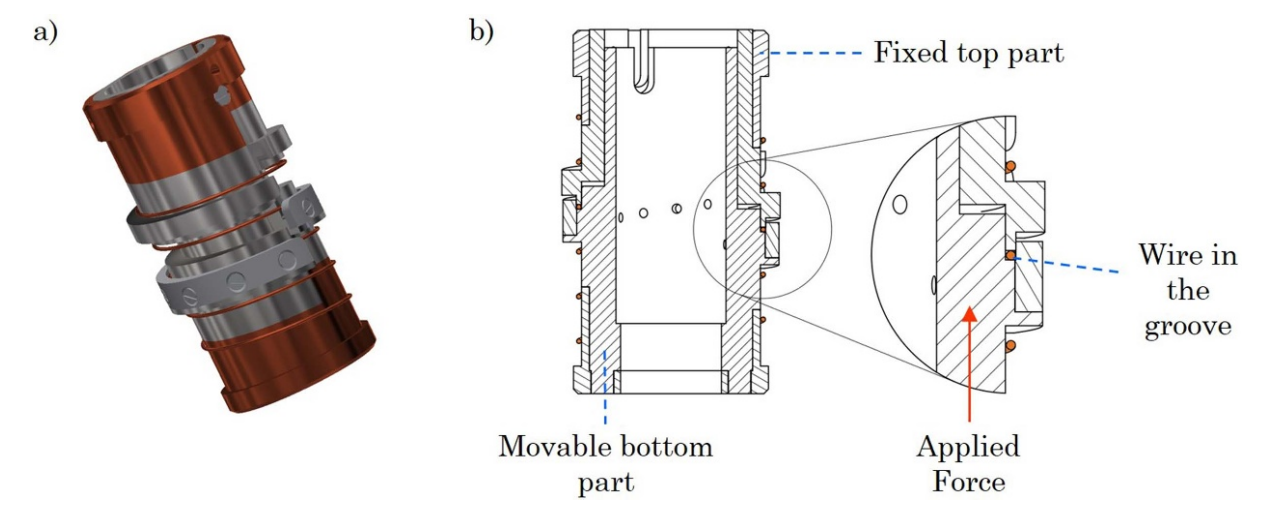 a)
b)
Fixed top part
Wire in
the
groove
Movable bottom
part
Applied
Force